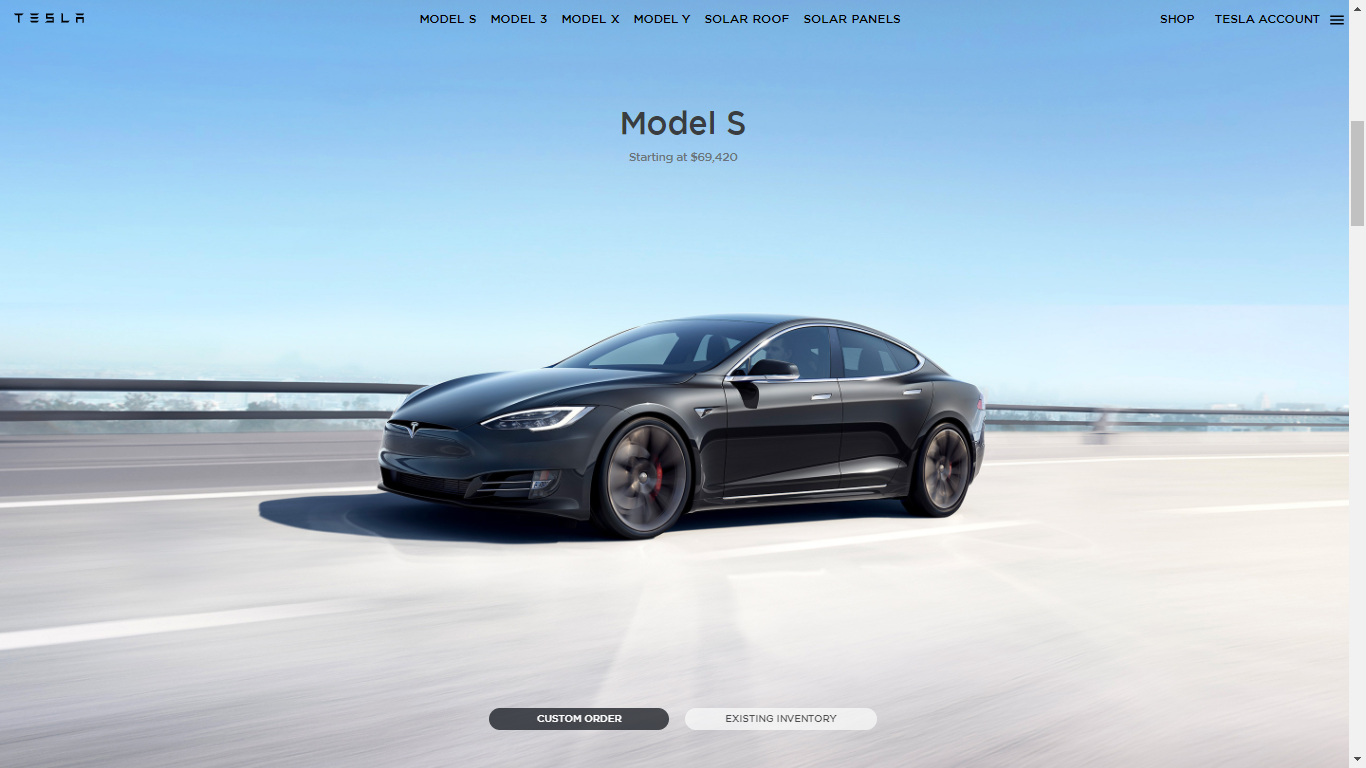 TESLA MODEL S MODEL 3 MODEL X MODEL Y SOLAR ROOF SOLAR PANELS SHOP TESLA ACCOUNT
Model S
Starting at $69,420
CUSTOM ORDER EXISTING INVENTORY